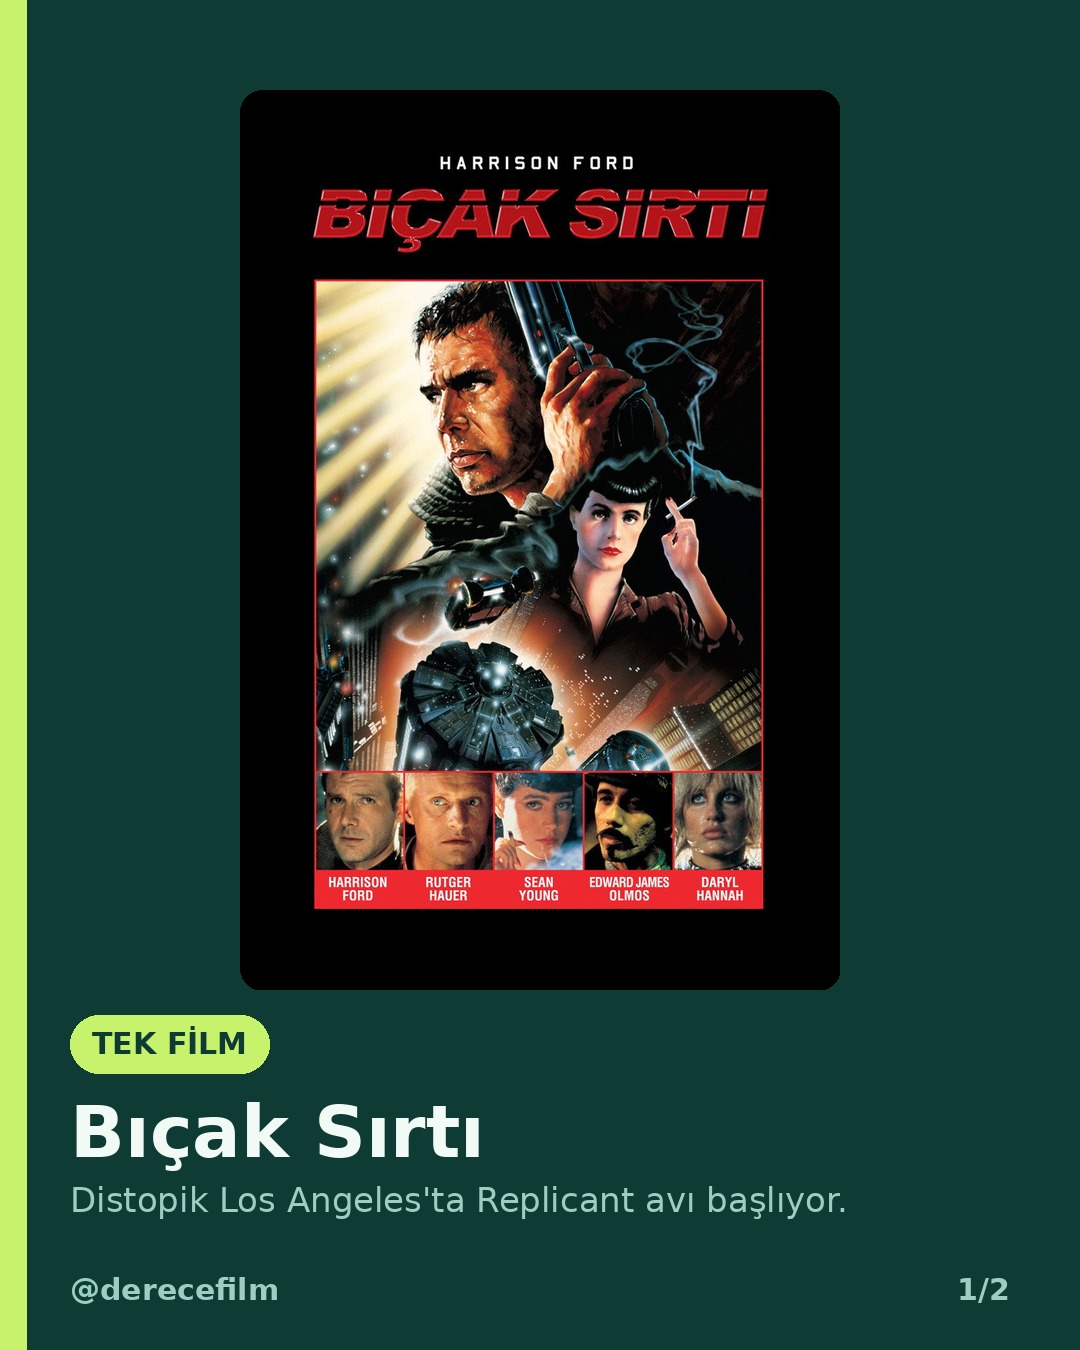 HARRISON FORD
BIÇAK SIRTI
HARRISON FORD
RUTGER HAUER
SEAN YOUNG
EDWARD JAMES OLMOS
DARYL HANNAH
TEK FİLM
Bıçak Sırtı
Distopik Los Angeles'ta Replicant avı başlıyor.
@derecefilm
1/2